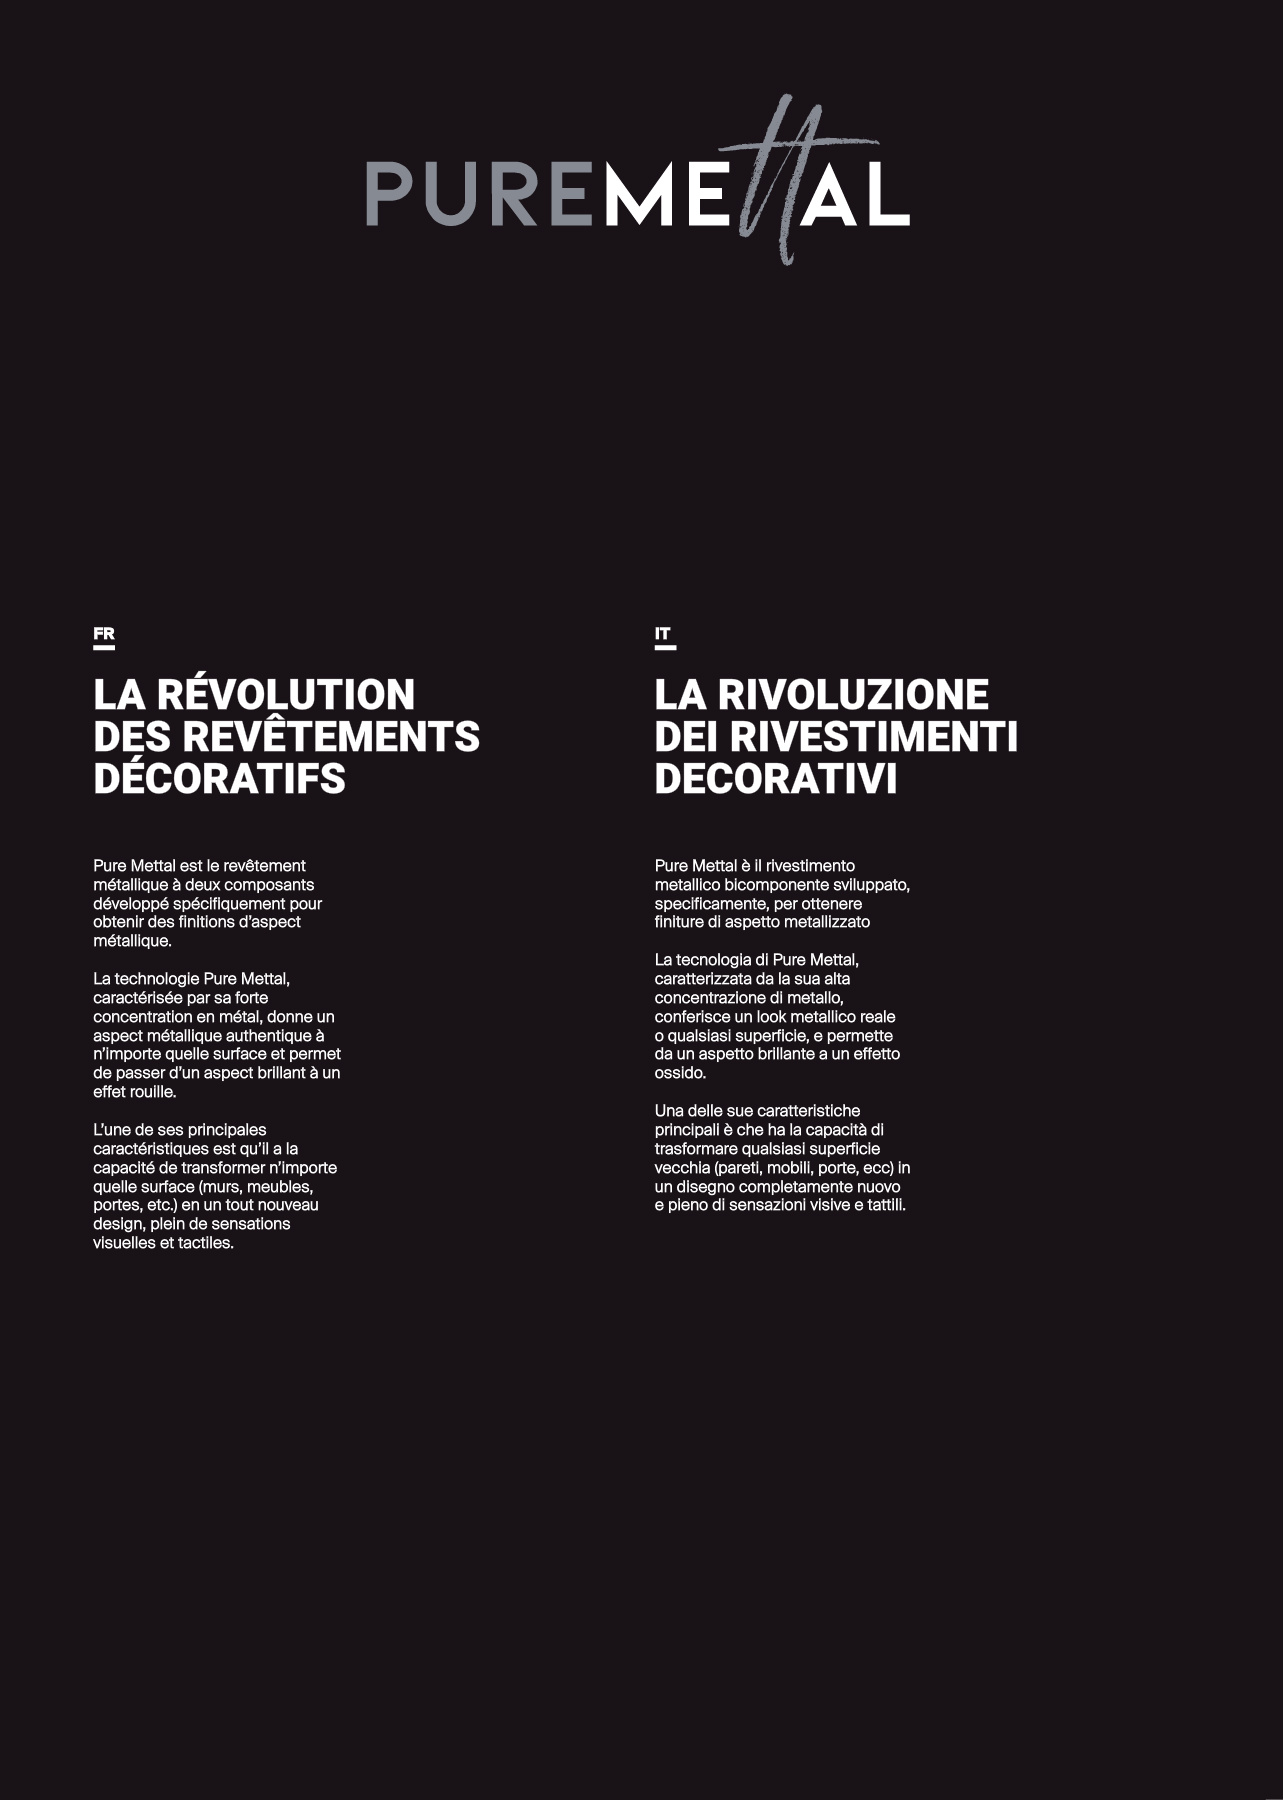 PUREMEttAL
FR
LA RÉVOLUTION
DES REVÊTEMENTS
DÉCORATIFS
Pure Mettal est le revêtement
métallique à deux composants
développé spécifiquement pour
obtenir des finitions d’aspect
métallique.
La technologie Pure Mettal,
caractérisée par sa forte
concentration en métal, donne un
aspect métallique authentique à
n’importe quelle surface et permet
de passer d’un aspect brillant à un
effet rouille.
L’une de ses principales
caractéristiques est qu’il a la
capacité de transformer n’importe
quelle surface (murs, meubles,
portes, etc.) en un tout nouveau
design, plein de sensations
visuelles et tactiles.
IT
LA RIVOLUZIONE
DEI RIVESTIMENTI
DECORATIVI
Pure Mettal è il rivestimento
metallico bicomponente sviluppato,
specificamente, per ottenere
finiture di aspetto metallizzato
La tecnologia di Pure Mettal,
caratterizzata da la sua alta
concentrazione di metallo,
conferisce un look metallico reale
o qualsiasi superficie, e permette
da un aspetto brillante a un effetto
ossido.
Una delle sue caratteristiche
principali è che ha la capacità di
trasformare qualsiasi superficie
vecchia (pareti, mobili, porte, ecc) in
un disegno completamente nuovo
e pieno di sensazioni visive e tattili.